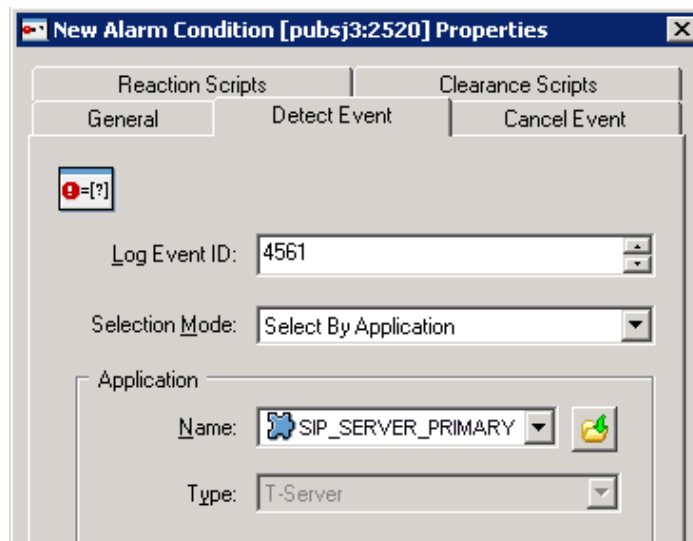 New Alarm Condition [pubsj3:2520] Properties
Reaction Scripts Clearance Scripts
General Detect Event Cancel Event
=[?]
Log Event ID: 4561
Selection Mode: Select By Application
Application
Name: SIP_SERVER_PRIMARY
Type: T-Server